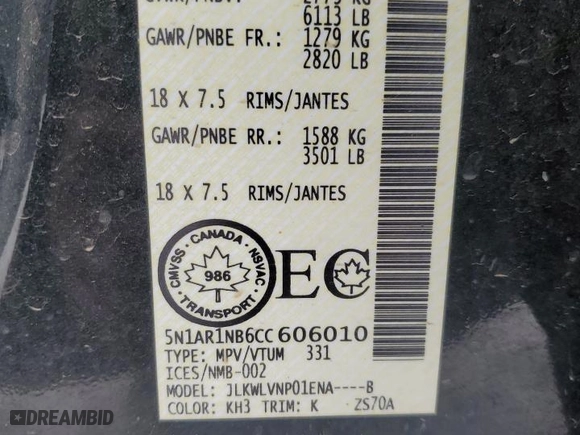 6113 LB
GAWR/PNBE FR.: 1279 KG
2820 LB
18 X 7.5 RIMS/JANTES
GAWR/PNBE RR.: 1588 KG
3501 LB
18 X 7.5 RIMS/JANTES
CMVSS · CANADA · NSVAC · TRANSPORT ·
986
EC
5N1AR1NB6CC606010
TYPE: MPV/VTUM 331
ICES/NMB-002
MODEL: JLKWLVNP01ENA----B
COLOR: KH3 TRIM: K ZS70A
DREAMBID